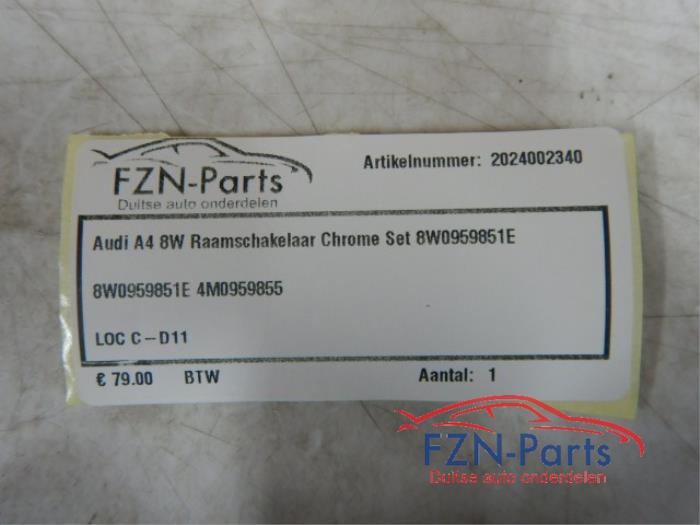 FZN-Parts
Duitse auto onderdelen
Artikelnummer: 2024002340
Audi A4 8W Raamschakelaar Chrome Set 8W0959851E
8W0959851E 4M0959855
LOC C-D11
€ 79.00 BTW Aantal: 1
FZN-Parts
Duitse auto onderdelen